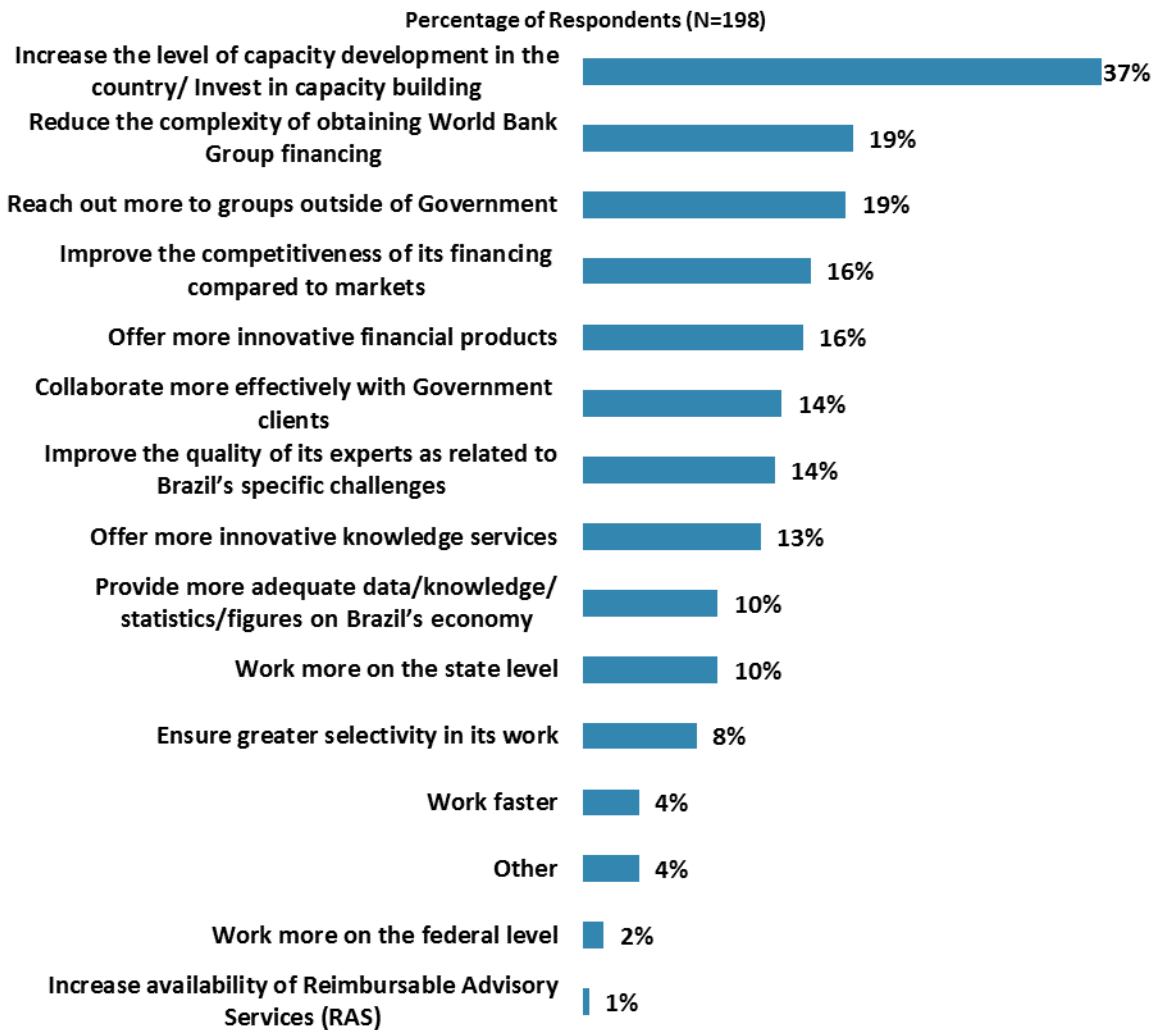 Percentage of Respondents (N=198)
Increase the level of capacity development in the
country/ Invest in capacity building
37%
Reduce the complexity of obtaining World Bank
Group financing
19%
Reach out more to groups outside of Government
19%
Improve the competitiveness of its financing
compared to markets
16%
Offer more innovative financial products
16%
Collaborate more effectively with Government
clients
14%
Improve the quality of its experts as related to
Brazil’s specific challenges
14%
Offer more innovative knowledge services
13%
Provide more adequate data/knowledge/
statistics/figures on Brazil’s economy
10%
Work more on the state level
10%
Ensure greater selectivity in its work
8%
Work faster
4%
Other
4%
Work more on the federal level
2%
Increase availability of Reimbursable Advisory
Services (RAS)
1%